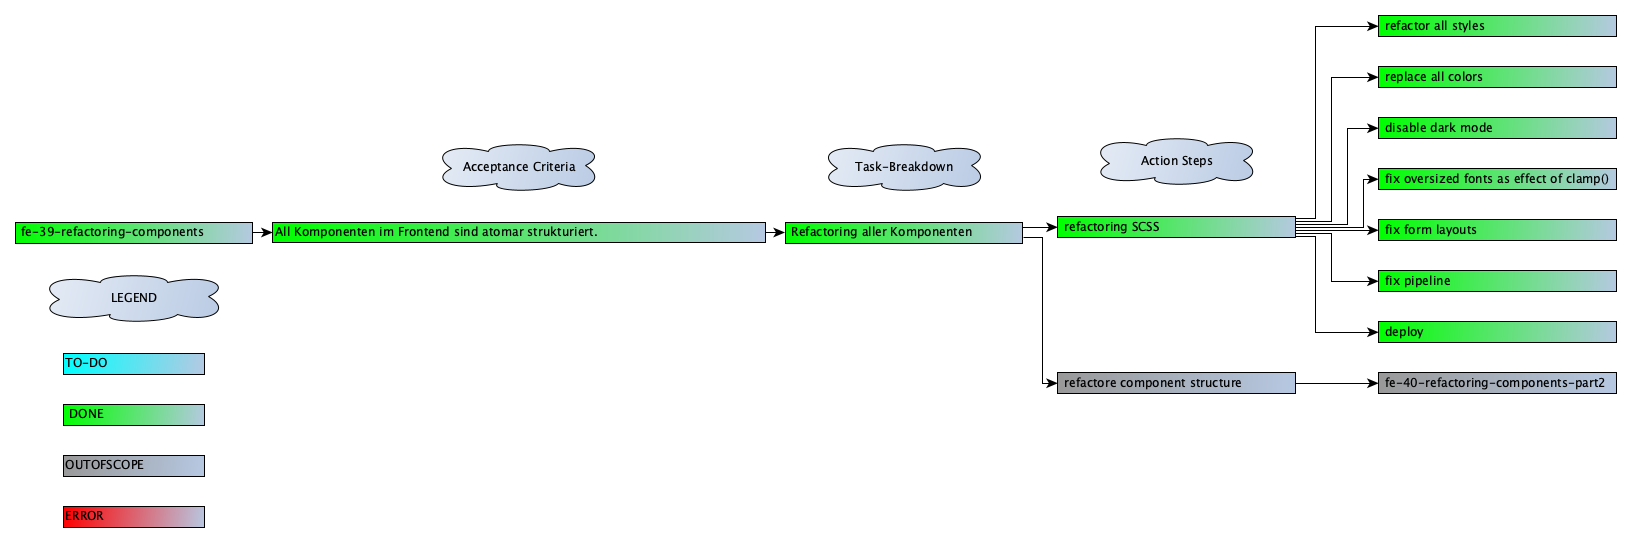 refactor all styles
replace all colors
disable dark mode
Acceptance Criteria
Task-Breakdown
Action Steps
fix oversized fonts as effect of clamp()
fe-39-refactoring-components
All Komponenten im Frontend sind atomar strukturiert.
Refactoring aller Komponenten
refactoring SCSS
fix form layouts
fix pipeline
deploy
refactore component structure
fe-40-refactoring-components-part2
LEGEND
TO-DO
DONE
OUTOFSCOPE
ERROR